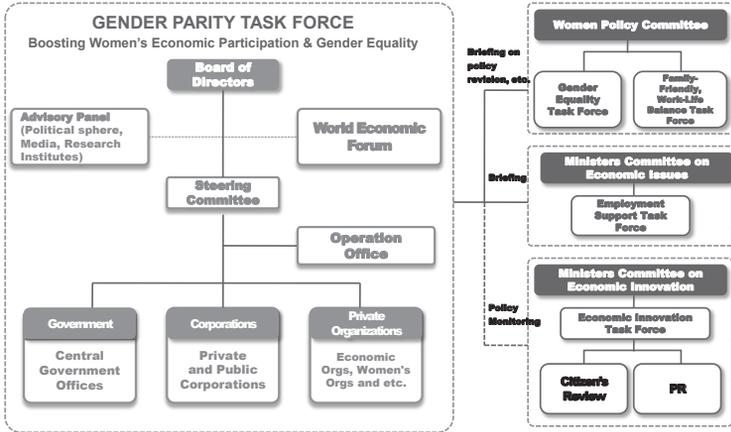 GENDER PARITY TASK FORCE
Boosting Women's Economic Participation & Gender Equality
Board of
Directors
Advisory Panel
(Political sphere,
Media, Research
Institutes)
World Economic
Forum
Steering
Committee
Operation
Office
Government
Central
Government
Offices
Corporations
Private
and Public
Corporations
Private
Organizations
Economic
Orgs, Women's
Orgs and etc.
Briefing on
policy
revision, etc.
Briefing
Policy
Monitoring
Women Policy Committee
Gender
Equality
Task Force
Family-
Friendly,
Work-Life
Balance Task
Force
Ministers Committee on
Economic Issues
Employment
Support Task
Force
Ministers Committee on
Economic Innovation
Economic Innovation
Task Force
Citizen's
Review
PR